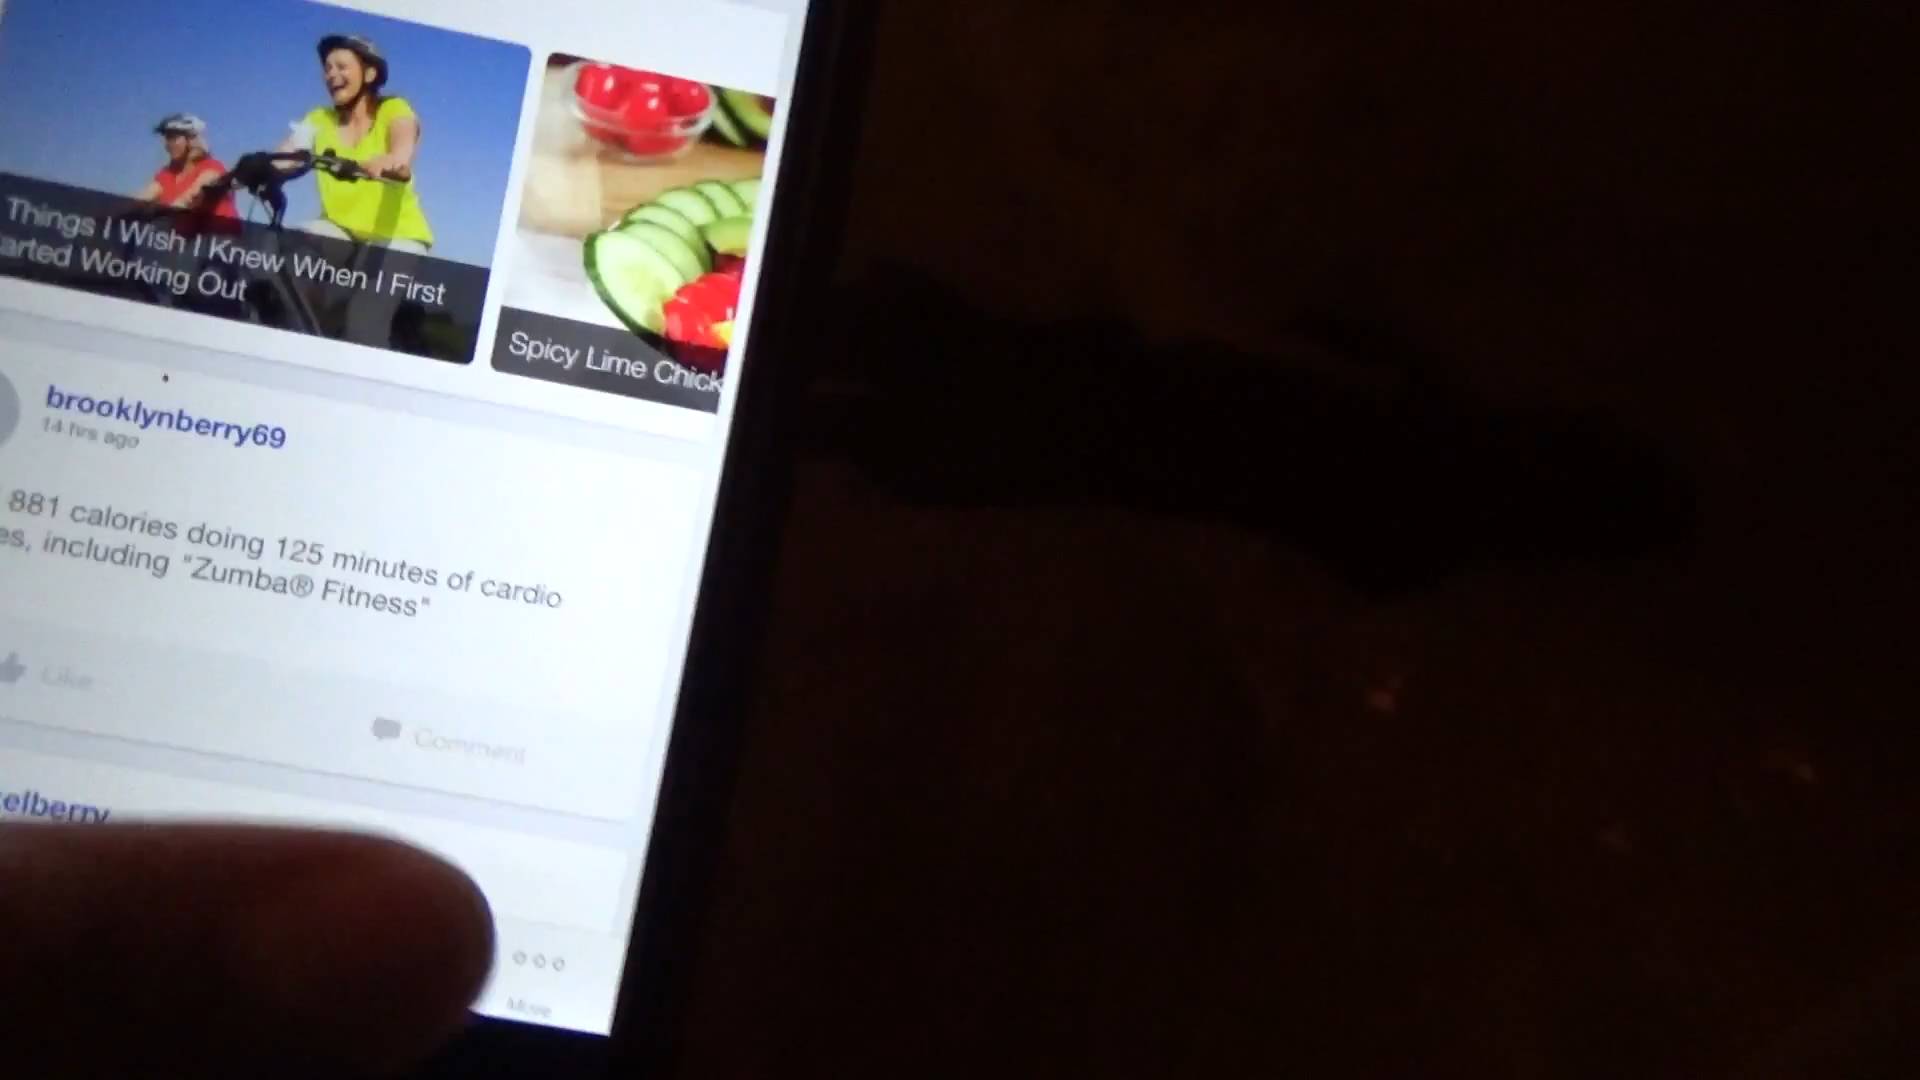 Things I Wish I Knew When I First
arted Working Out
Spicy Lime Chick
brooklynberry69
14 hrs ago
881 calories doing 125 minutes of cardio
es, including "Zumba® Fitness"
Like
Comment
elberry
More